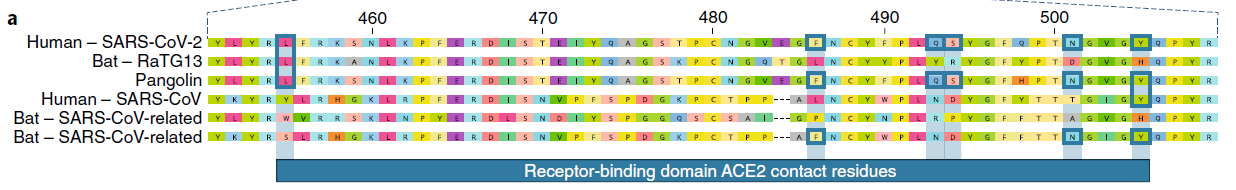 a
460 470 480 490 500
Human – SARS-CoV-2 Y L Y R L F R K S N L K P F E R D I S T E I Y Q A G S T P C N G V E G F N C Y F P L Q S Y G F Q P T N G V G Y Q P Y R
Bat – RaTG13 Y L Y R L F R K A N L K P F E R D I S T E I Y Q A G S K P C N G Q T G L N C Y Y P L Y R Y G F Y P T D G V G H Q P Y R
Pangolin Y L Y R L F R K S N L K P F E R D I S T E I Y Q A G S T P C N G V E G F N C Y F P L Q S Y G F H P T N G V G Y Q P Y R
Human – SARS-CoV Y K Y R Y L R H G K L R P F E R D I S N V P F S P D G K P C T P P --- A L N C Y W P L N D Y G F Y T T T G I G Y Q P Y R
Bat – SARS-CoV-related Y L Y R W V R R S K L N P Y E R D L S N D I Y S P G G Q S C S A I --- G P N C Y N P L R P Y G F F T T A G V G H Q P Y R
Bat – SARS-CoV-related Y K Y R S L R H G K L R P F E R D I S N V P F S P D G K P C T P P --- A F N C Y W P L N D Y G F F T T N G I G Y Q P Y R
Receptor-binding domain ACE2 contact residues